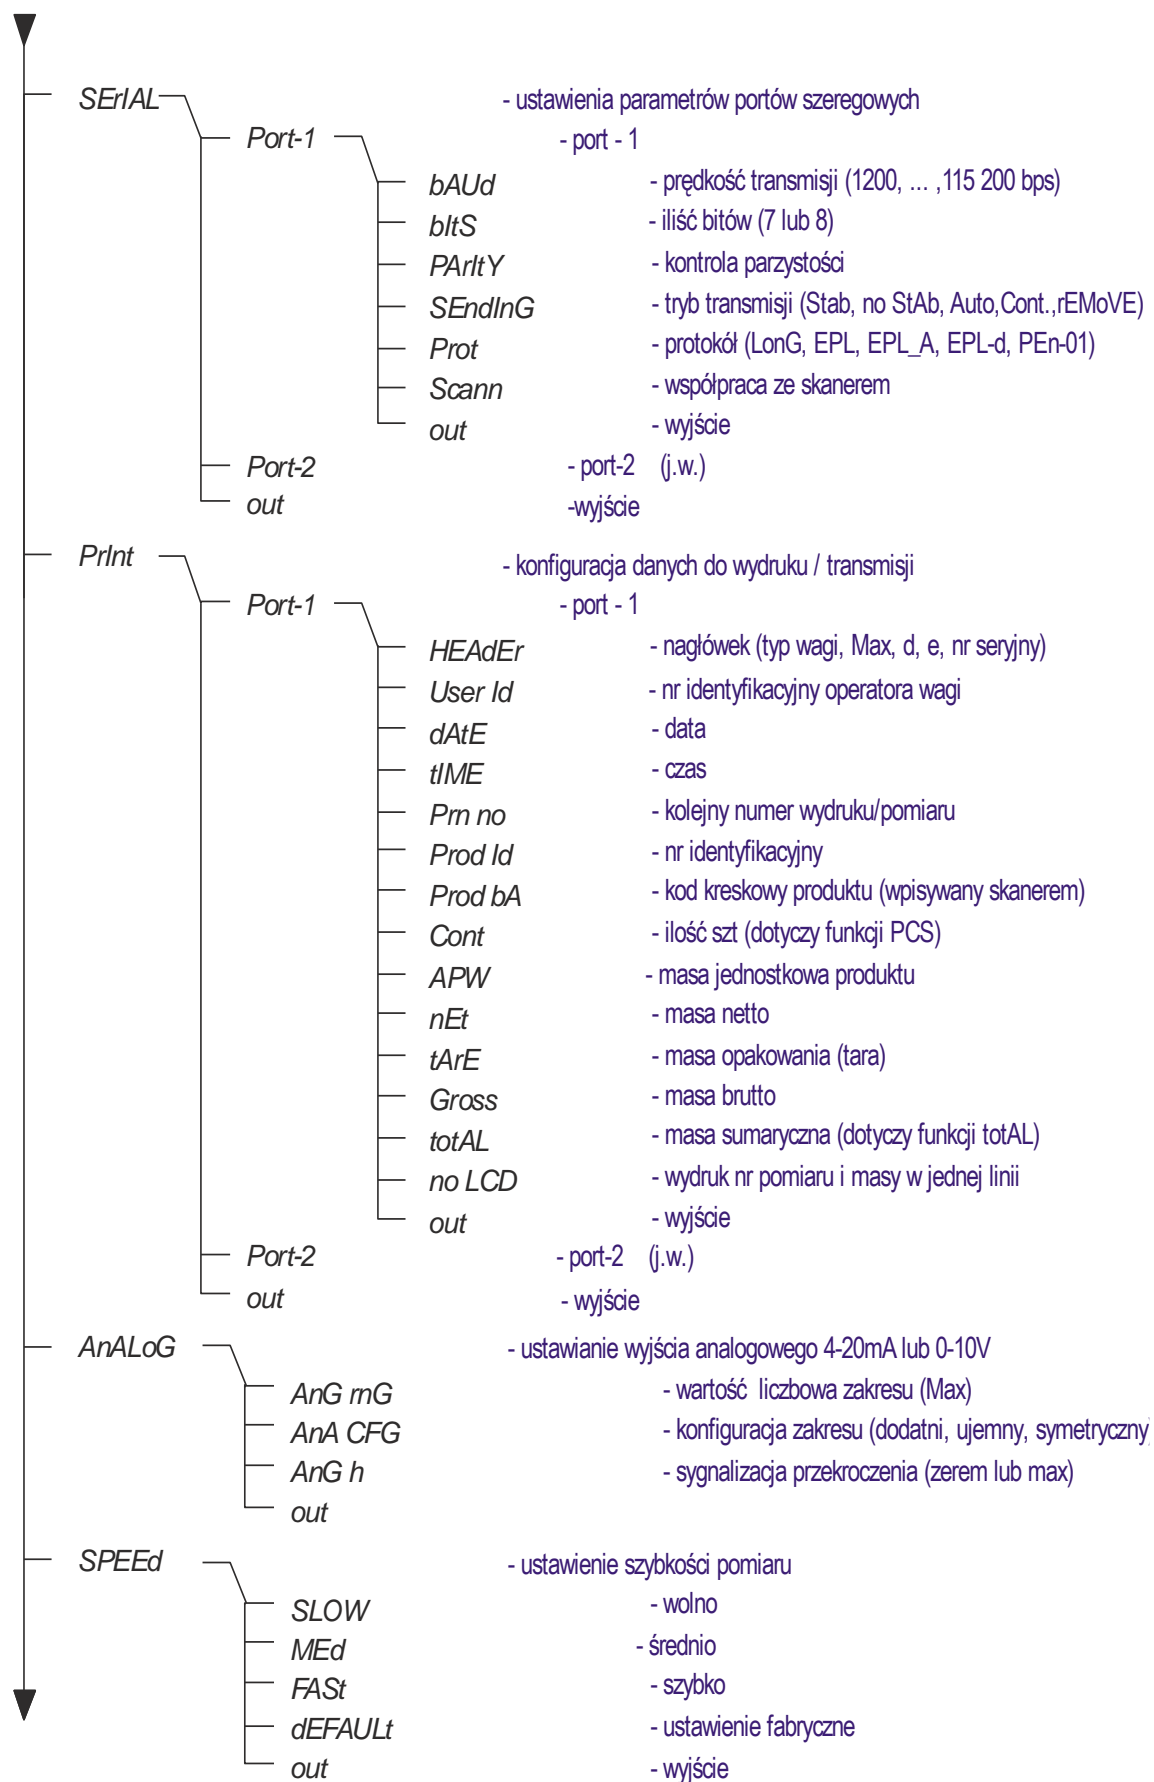 SErIAL - ustawienia parametrów portów szeregowych
Port-1 - port - 1
bAUd - prędkość transmisji (1200, ... ,115 200 bps)
bItS - iliść bitów (7 lub 8)
PArItY - kontrola parzystości
SEndInG - tryb transmisji (Stab, no StAb, Auto,Cont.,rEMoVE)
Prot - protokół (LonG, EPL, EPL_A, EPL-d, PEn-01)
Scann - współpraca ze skanerem
out - wyjście
Port-2 - port-2 (j.w.)
out -wyjście
PrInt - konfiguracja danych do wydruku / transmisji
Port-1 - port - 1
HEAdEr - nagłówek (typ wagi, Max, d, e, nr seryjny)
User Id - nr identyfikacyjny operatora wagi
dAtE - data
tIME - czas
Prn no - kolejny numer wydruku/pomiaru
Prod Id - nr identyfikacyjny
Prod bA - kod kreskowy produktu (wpisywany skanerem)
Cont - ilość szt (dotyczy funkcji PCS)
APW - masa jednostkowa produktu
nEt - masa netto
tArE - masa opakowania (tara)
Gross - masa brutto
totAL - masa sumaryczna (dotyczy funkcji totAL)
no LCD - wydruk nr pomiaru i masy w jednej linii
out - wyjście
Port-2 - port-2 (j.w.)
out - wyjście
AnALoG - ustawianie wyjścia analogowego 4-20mA lub 0-10V
AnG rnG - wartość liczbowa zakresu (Max)
AnA CFG - konfiguracja zakresu (dodatni, ujemny, symetryczny)
AnG h - sygnalizacja przekroczenia (zerem lub max)
out
SPEEd - ustawienie szybkości pomiaru
SLOW - wolno
MEd - średnio
FASt - szybko
dEFAULt - ustawienie fabryczne
out - wyjście